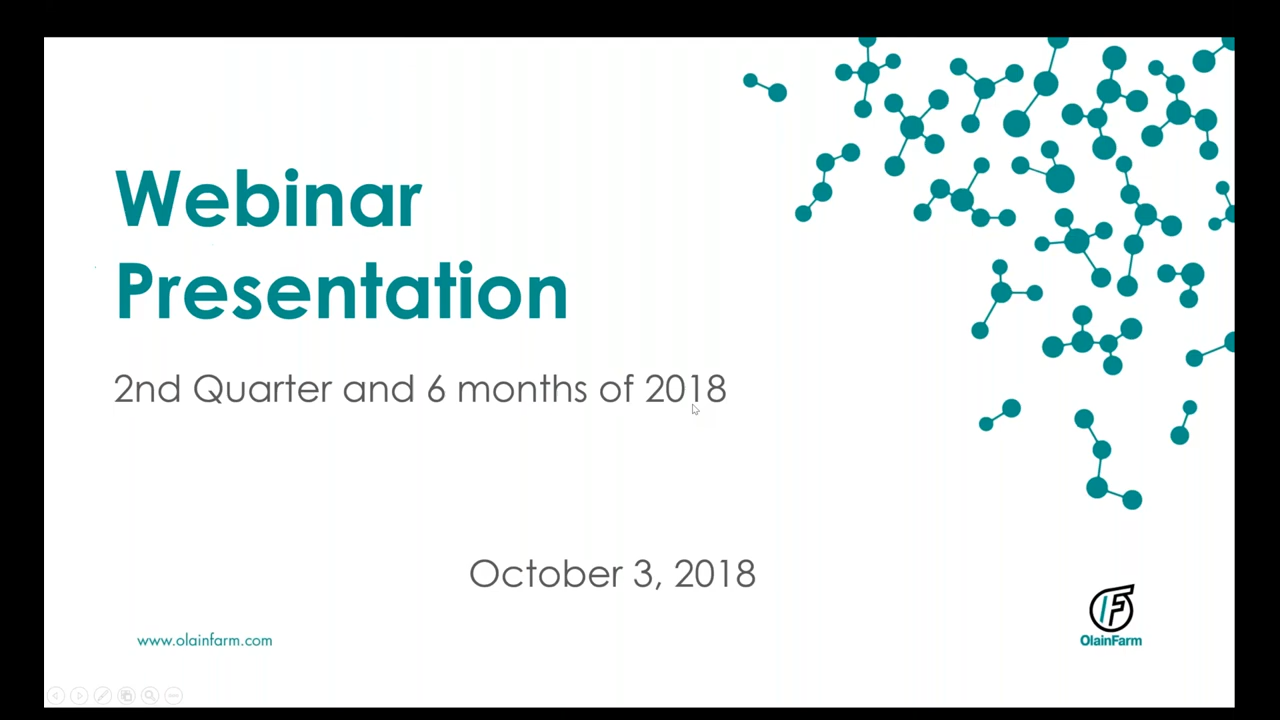 Webinar
Presentation
2nd Quarter and 6 months of 2018
October 3, 2018
www.olainfarm.com
OlainFarm